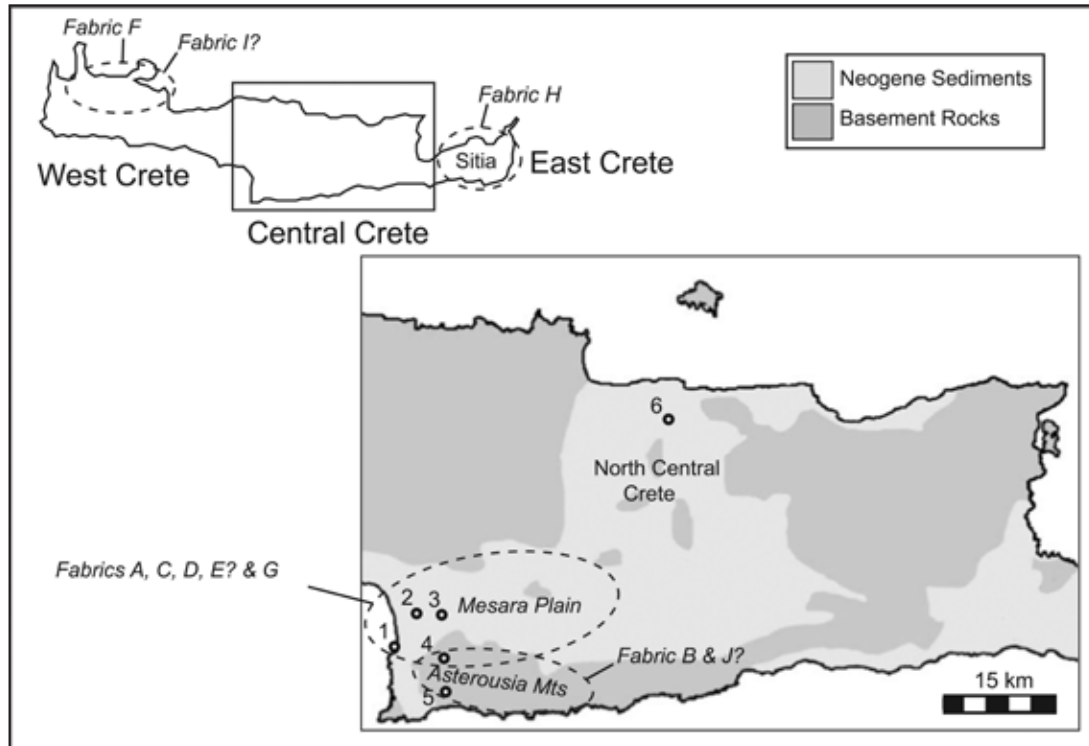 Fabric F
Fabric I?
Fabric H
Sitia
West Crete
East Crete
Central Crete
Neogene Sediments
Basement Rocks
6
North Central
Crete
Fabrics A, C, D, E? & G
2
3
Mesara Plain
1
4
Fabric B & J?
Asterousia Mts
5
15 km